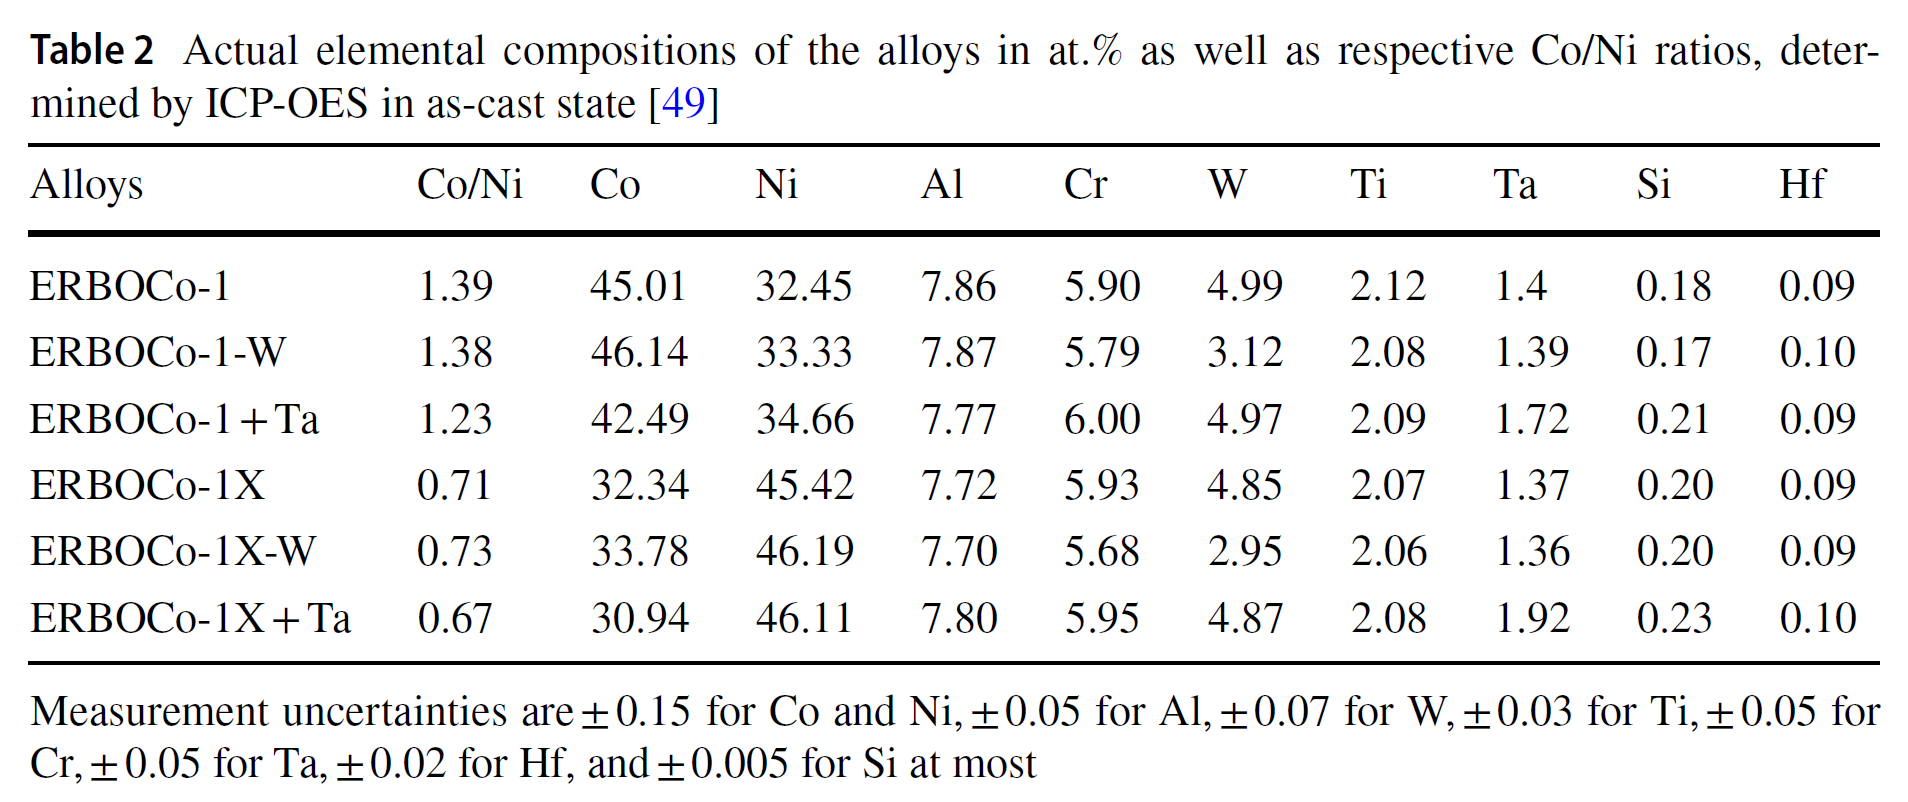 Table 2 Actual elemental compositions of the alloys in at.% as well as respective Co/Ni ratios, deter-
mined by ICP-OES in as-cast state [49]
Alloys Co/Ni Co Ni Al Cr W Ti Ta Si Hf
ERBOCo-1 1.39 45.01 32.45 7.86 5.90 4.99 2.12 1.4 0.18 0.09
ERBOCo-1-W 1.38 46.14 33.33 7.87 5.79 3.12 2.08 1.39 0.17 0.10
ERBOCo-1+Ta 1.23 42.49 34.66 7.77 6.00 4.97 2.09 1.72 0.21 0.09
ERBOCo-1X 0.71 32.34 45.42 7.72 5.93 4.85 2.07 1.37 0.20 0.09
ERBOCo-1X-W 0.73 33.78 46.19 7.70 5.68 2.95 2.06 1.36 0.20 0.09
ERBOCo-1X+Ta 0.67 30.94 46.11 7.80 5.95 4.87 2.08 1.92 0.23 0.10
Measurement uncertainties are ± 0.15 for Co and Ni, ± 0.05 for Al, ± 0.07 for W, ± 0.03 for Ti, ± 0.05 for
Cr, ± 0.05 for Ta, ± 0.02 for Hf, and ± 0.005 for Si at most